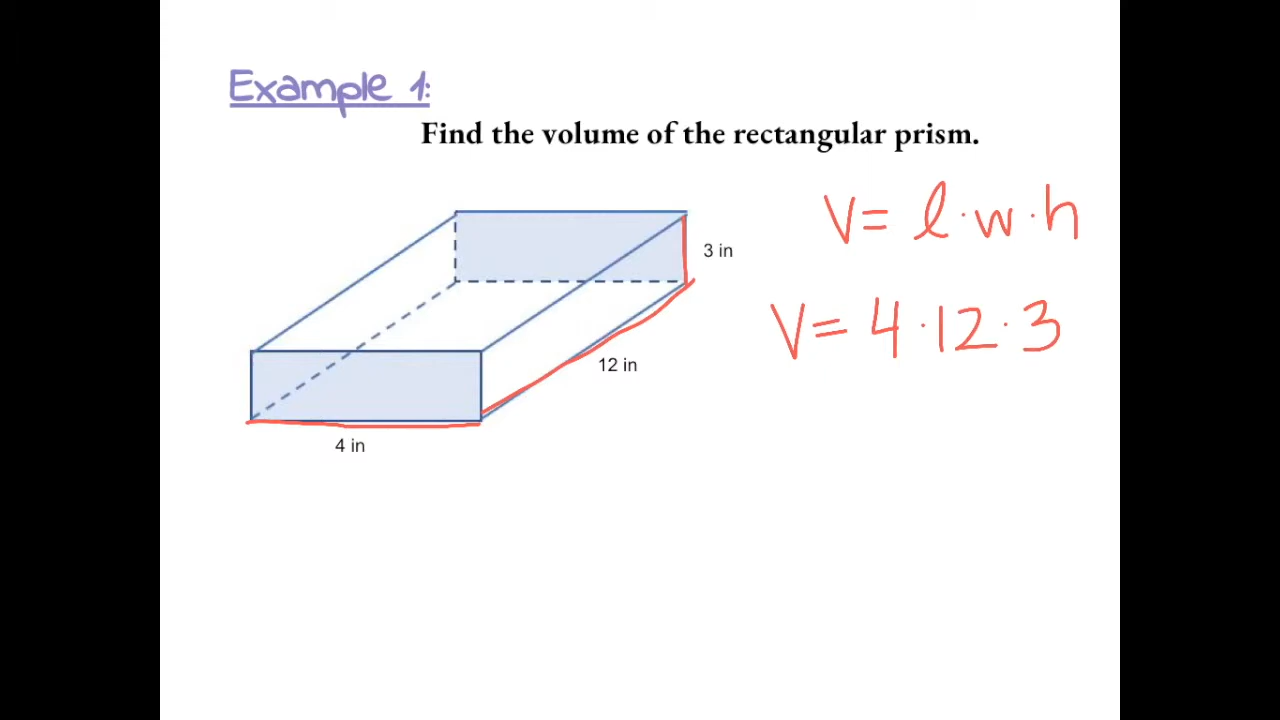 Example 1:
Find the volume of the rectangular prism.
V= l·w·h
3 in
V= 4·12·3
12 in
4 in